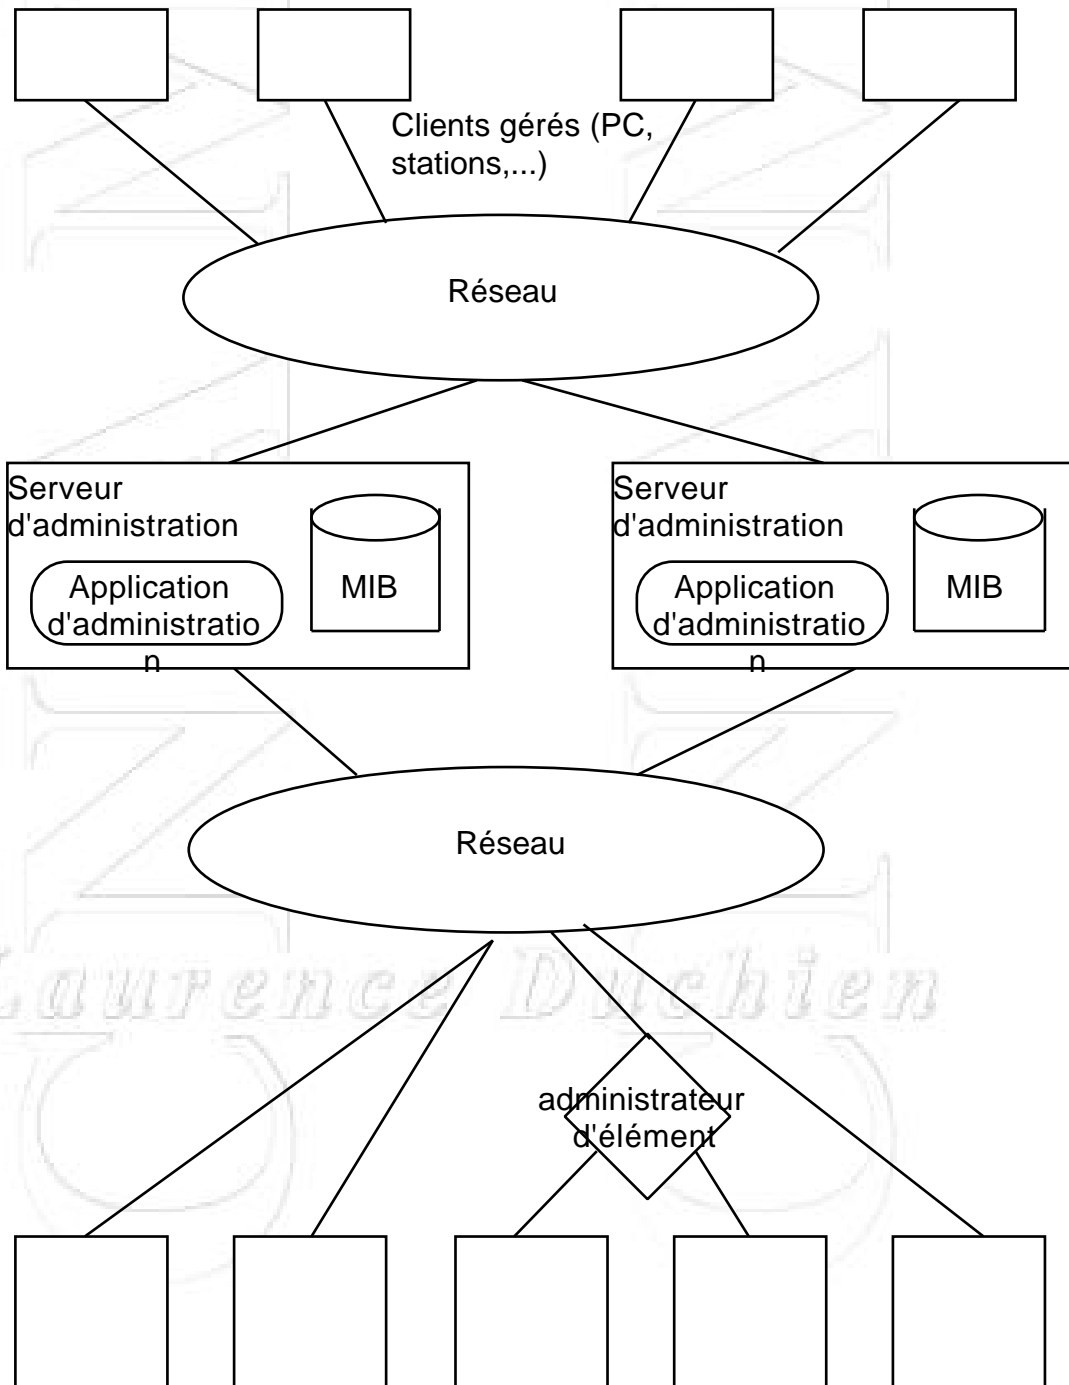 Clients gérés (PC,
stations,...)
Réseau
Serveur
d'administration
Application
d'administratio
n
MIB
Serveur
d'administration
Application
d'administratio
n
MIB
Réseau
Laurence Duchien
administrateur
d'élément